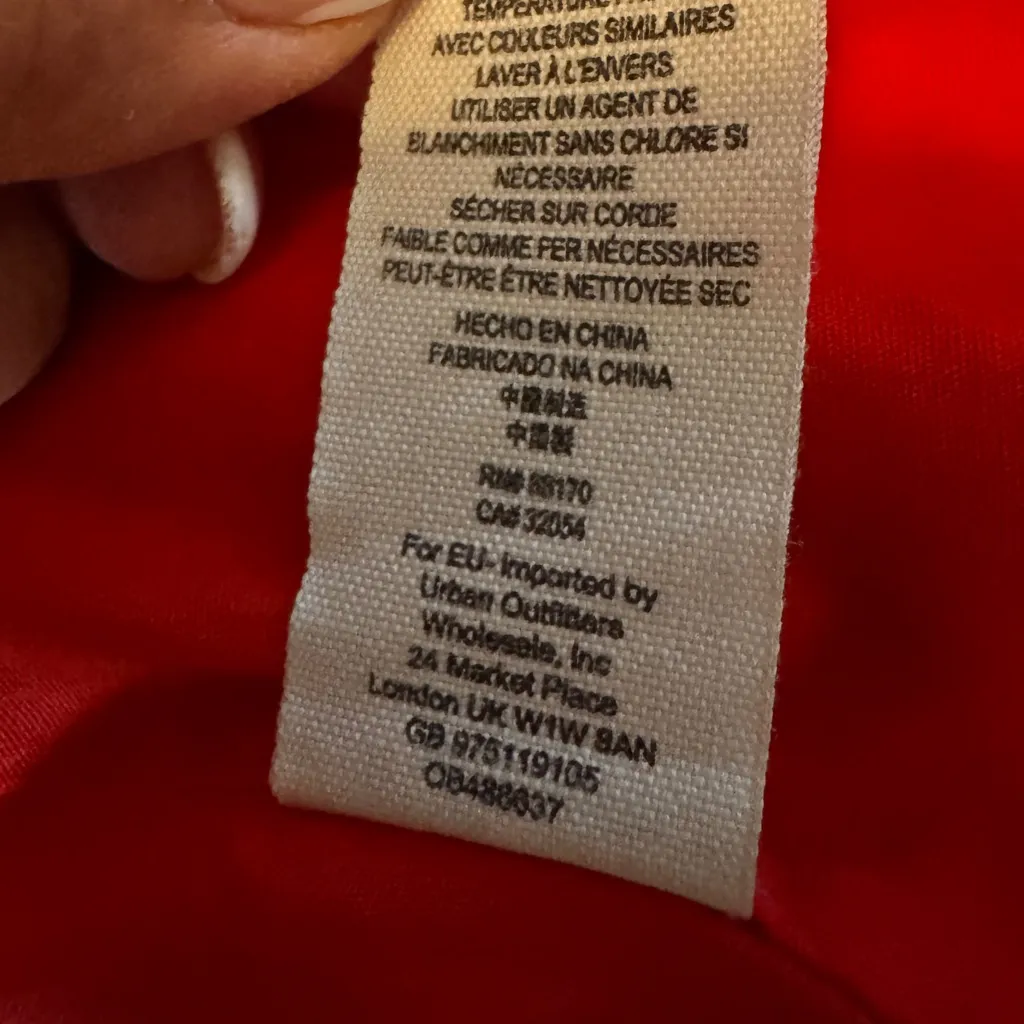 TEMPÉRATURE
AVEC COULEURS SIMILAIRES
LAVER À L'ENVERS
UTILISER UN AGENT DE
BLANCHIMENT SANS CHLORE SI
NÉCESSAIRE
SÉCHER SUR CORDE
FAIBLE COMME FER NÉCESSAIRES
PEUT-ÊTRE ÊTRE NETTOYÉE SEC
HECHO EN CHINA
FABRICADO NA CHINA
中國制造
中國製
RN# 66170
CA# 32054
For EU- Imported by
Urban Outfitters
Wholesale, Inc
24 Market Place
London UK W1W 8AN
GB 975119105